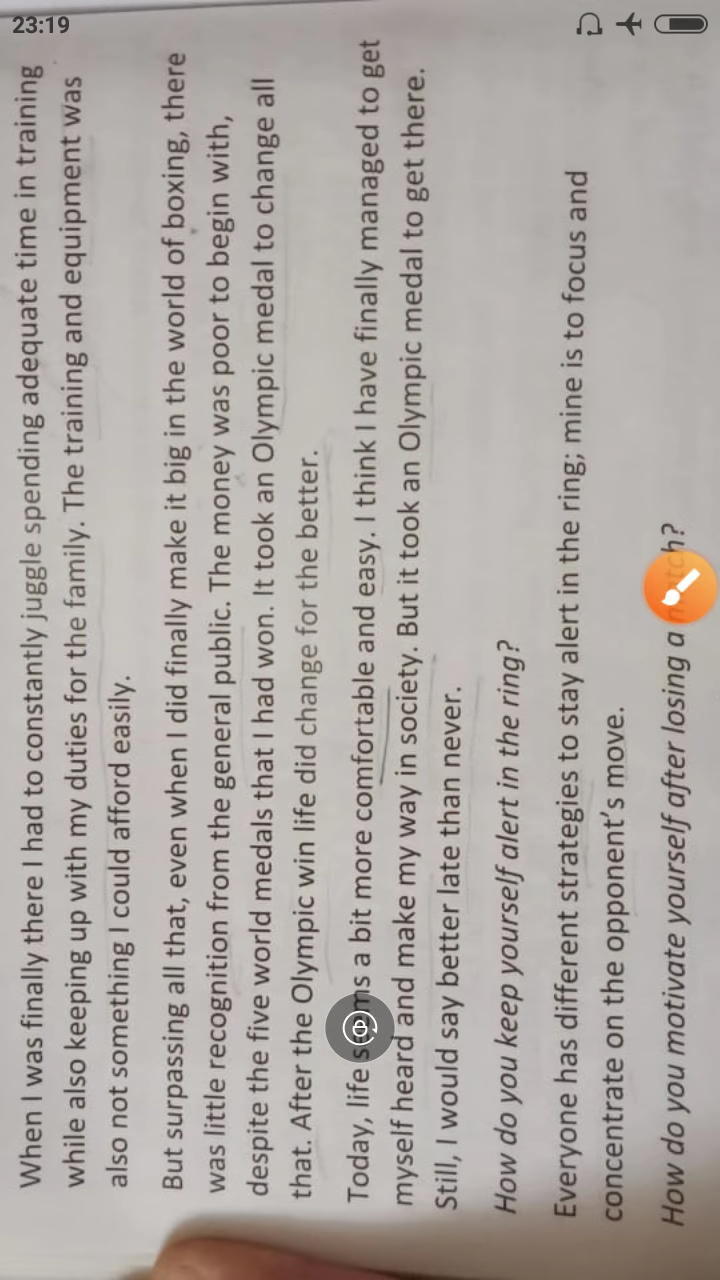 23:19
When I was finally there I had to constantly juggle spending adequate time in training
while also keeping up with my duties for the family. The training and equipment was
also not something I could afford easily.
But surpassing all that, even when I did finally make it big in the world of boxing, there
was little recognition from the general public. The money was poor to begin with,
despite the five world medals that I had won. It took an Olympic medal to change all
that. After the Olympic win life did change for the better.
Today, life seems a bit more comfortable and easy. I think I have finally managed to get
myself heard and make my way in society. But it took an Olympic medal to get there.
Still, I would say better late than never.
How do you keep yourself alert in the ring?
Everyone has different strategies to stay alert in the ring; mine is to focus and
concentrate on the opponent's move.
How do you motivate yourself after losing a match?